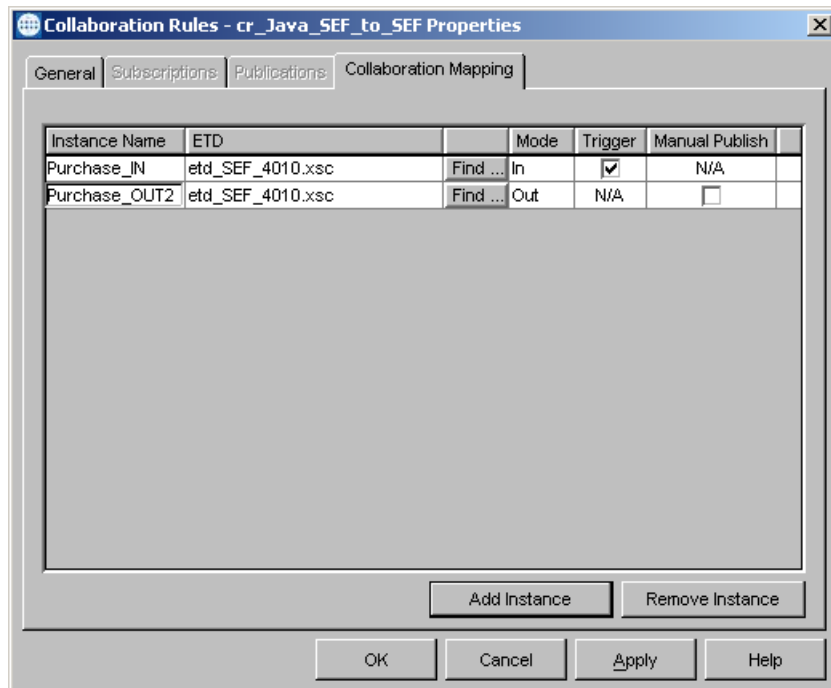 Collaboration Rules - cr_Java_SEF_to_SEF Properties
General Subscriptions Publications Collaboration Mapping
Instance Name ETD Mode Trigger Manual Publish
Purchase_IN etd_SEF_4010.xsc Find ... In N/A
Purchase_OUT2 etd_SEF_4010.xsc Find ... Out N/A
Add Instance Remove Instance
OK Cancel Apply Help